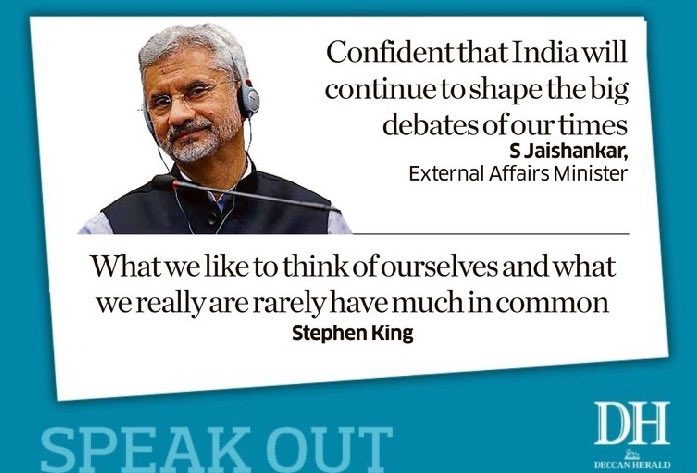 Confident that India will
continue to shape the big
debates of our times
S Jaishankar,
External Affairs Minister
What we like to think of ourselves and what
we really are rarely have much in common
Stephen King
SPEAK OUT
DH
DECCAN HERALD